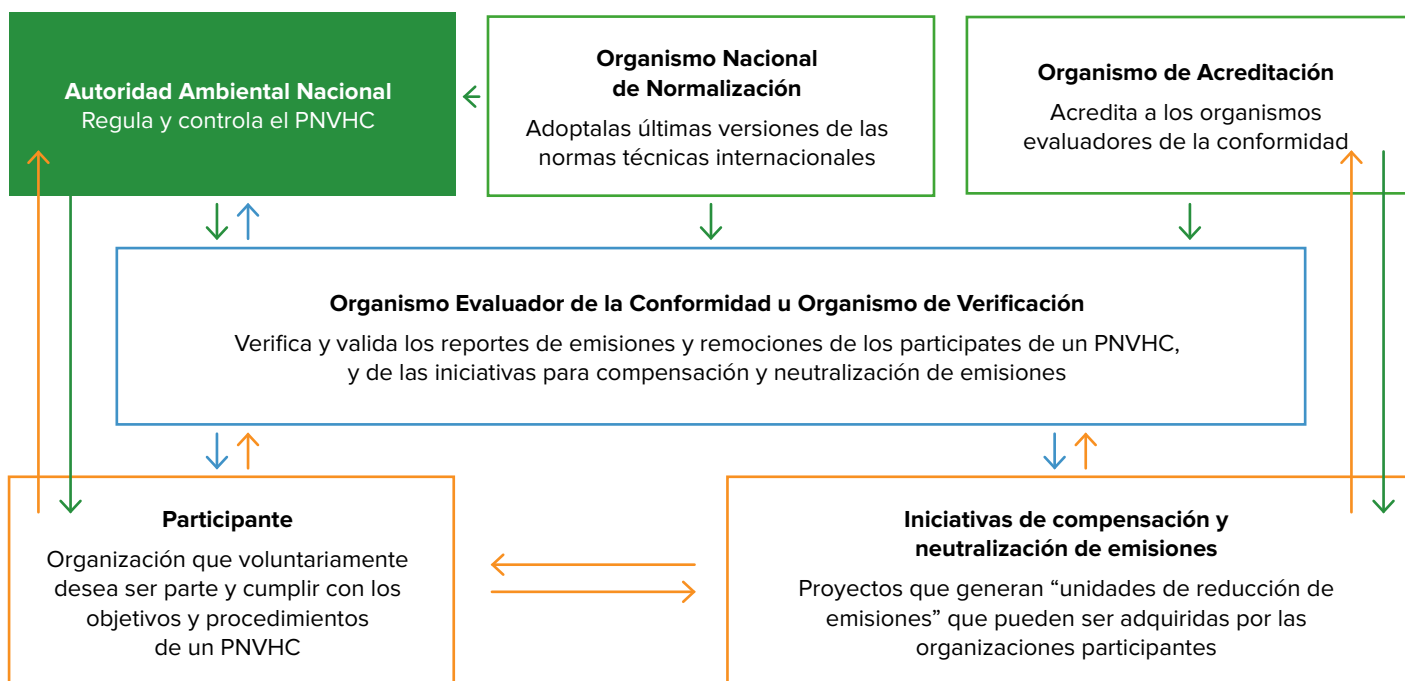 Autoridad Ambiental Nacional
Regula y controla el PNVHC
Organismo Nacional
de Normalización
Adoptalas últimas versiones de las
normas técnicas internacionales
Organismo de Acreditación
Acredita a los organismos
evaluadores de la conformidad
Organismo Evaluador de la Conformidad u Organismo de Verificación
Verifica y valida los reportes de emisiones y remociones de los participates de un PNVHC,
y de las iniciativas para compensación y neutralización de emisiones
Participante
Organización que voluntariamente
desea ser parte y cumplir con los
objetivos y procedimientos
de un PNVHC
Iniciativas de compensación y
neutralización de emisiones
Proyectos que generan “unidades de reducción de
emisiones” que pueden ser adquiridas por las
organizaciones participantes